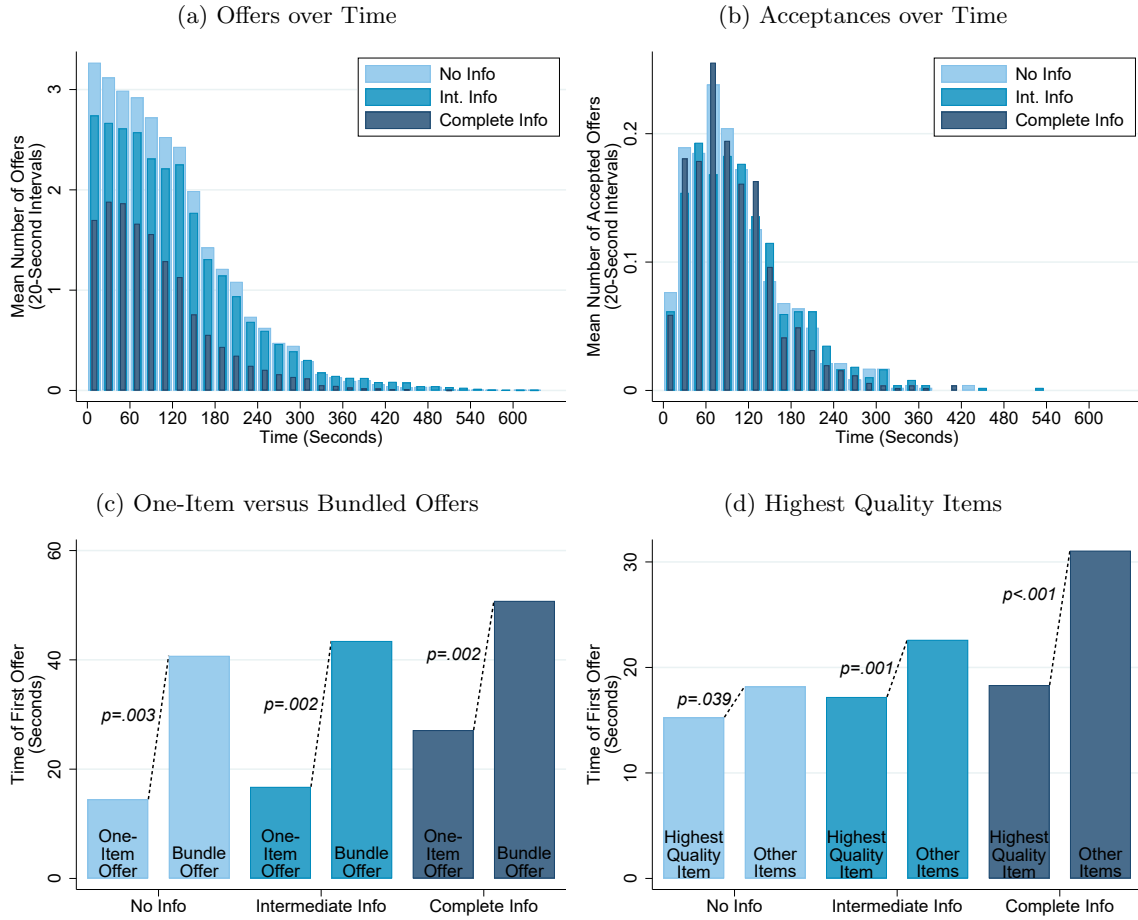 (a) Offers over Time
Mean Number of Offers
(20-Second Intervals)
3
2
1
0
No Info
Int. Info
Complete Info
0 60 120 180 240 300 360 420 480 540 600
Time (Seconds)
(b) Acceptances over Time
Mean Number of Accepted Offers
(20-Second Intervals)
0.2
0.1
0
No Info
Int. Info
Complete Info
0 60 120 180 240 300 360 420 480 540 600
Time (Seconds)
(c) One-Item versus Bundled Offers
Time of First Offer
(Seconds)
60
40
20
0
p=.003
p=.002
p=.002
One-
Item
Offer
Bundle
Offer
One-
Item
Offer
Bundle
Offer
One-
Item
Offer
Bundle
Offer
No Info Intermediate Info Complete Info
(d) Highest Quality Items
Time of First Offer
(Seconds)
30
20
10
0
p=.039
p=.001
p<.001
Highest
Quality
Item
Other
Items
Highest
Quality
Item
Other
Items
Highest
Quality
Item
Other
Items
No Info Intermediate Info Complete Info